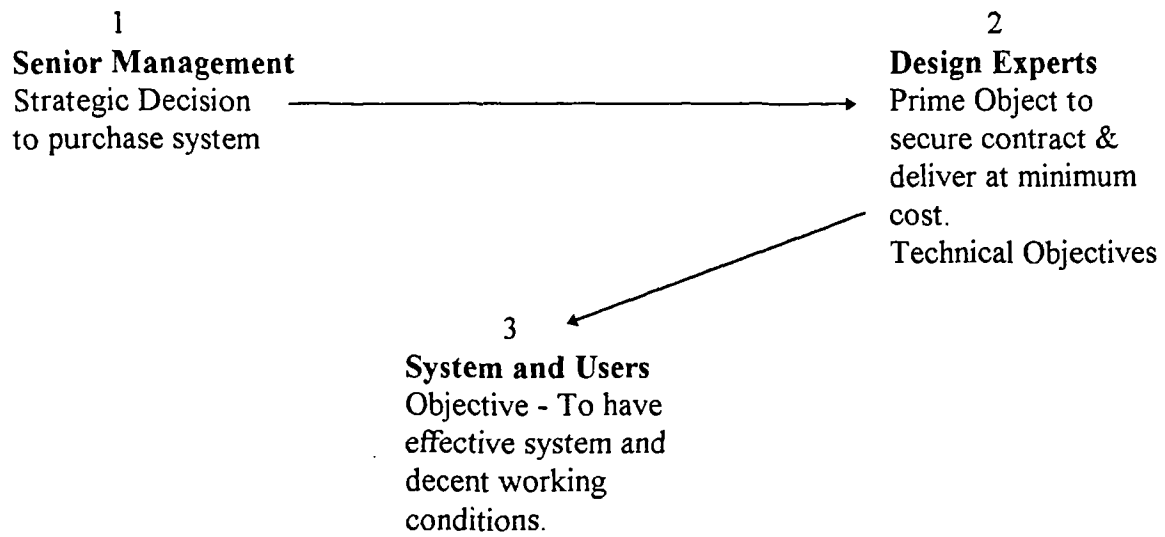 1
Senior Management
Strategic Decision
to purchase system
2
Design Experts
Prime Object to
secure contract &
deliver at minimum
cost.
Technical Objectives
3
System and Users
Objective - To have
effective system and
decent working
conditions.